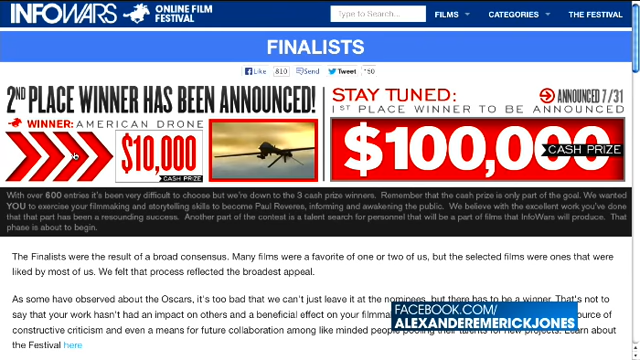 INFOWARS ONLINE FILM FESTIVAL
Type to Search...
FILMS CATEGORIES THE FESTIVAL
FINALISTS
Like 810 Send Tweet
2ND PLACE WINNER HAS BEEN ANNOUNCED!
WINNER: AMERICAN DRONE
$10,000
CASH PRIZE
STAY TUNED: ANNOUNCED 7/31
1ST PLACE WINNER TO BE ANNOUNCED
$100,000
CASH PRIZE
With over 600 entries it's been very difficult to choose but we're down to the 3 cash prize winners. Remember that the cash prize is only part of the goal. We wanted
YOU to exercise your filmmaking and storytelling skills to become Paul Reveres, informing and awakening the public. We believe with the excellent work you've done
that that part has been a resounding success. Another part of the contest is a talent search for personnel that will be a part of films that InfoWars will produce. That
phase is about to begin.
The Finalists were the result of a broad consensus. Many films were a favorite of one or two of us, but the selected films were ones that were
liked by most of us. We felt that process reflected the broadest appeal.
As some have observed about the Oscars, it's too bad that we can't just leave it at the nominees, but there has to be a winner. That's not to
say that your work hasn't had an impact on others and a beneficial effect on your
constructive criticism and even a means for future collaboration among like minded people pooling their talents for new projects. Learn about
the Festival here
FACEBOOK.COM/
ALEXANDEREMERICKJONES